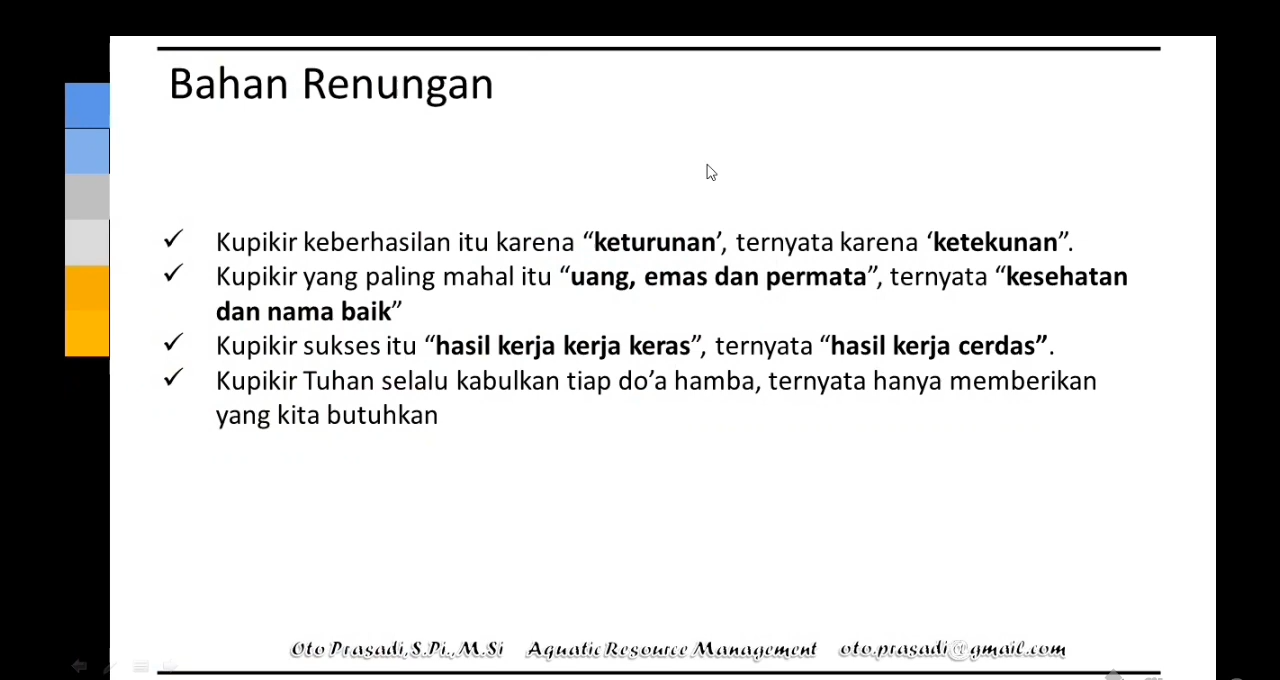 Bahan Renungan
✓ Kupikir keberhasilan itu karena “keturunan’, ternyata karena ‘ketekunan”.
✓ Kupikir yang paling mahal itu “uang, emas dan permata”, ternyata “kesehatan
dan nama baik”
✓ Kupikir sukses itu “hasil kerja kerja keras”, ternyata “hasil kerja cerdas”.
✓ Kupikir Tuhan selalu kabulkan tiap do’a hamba, ternyata hanya memberikan
yang kita butuhkan
Oto Prasadi,S.Pi.,M.Si Aquatic Resource Management oto.prasadi@gmail.com